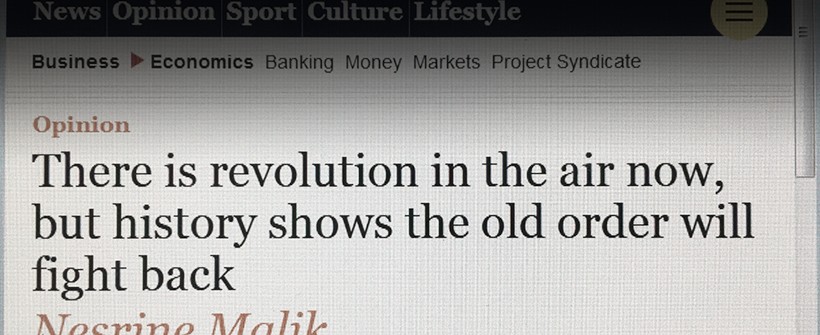 News Opinion Sport Culture Lifestyle
Business Economics Banking Money Markets Project Syndicate
Opinion
There is revolution in the air now,
but history shows the old order will
fight back
Nesrine Malik